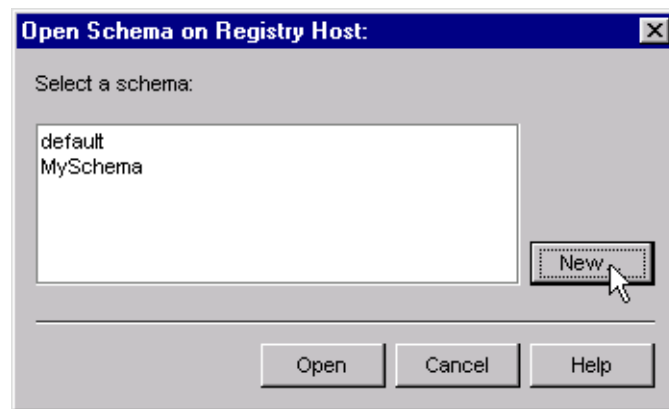 Open Schema on Registry Host:
Select a schema:
default
MySchema
New...
Open Cancel Help